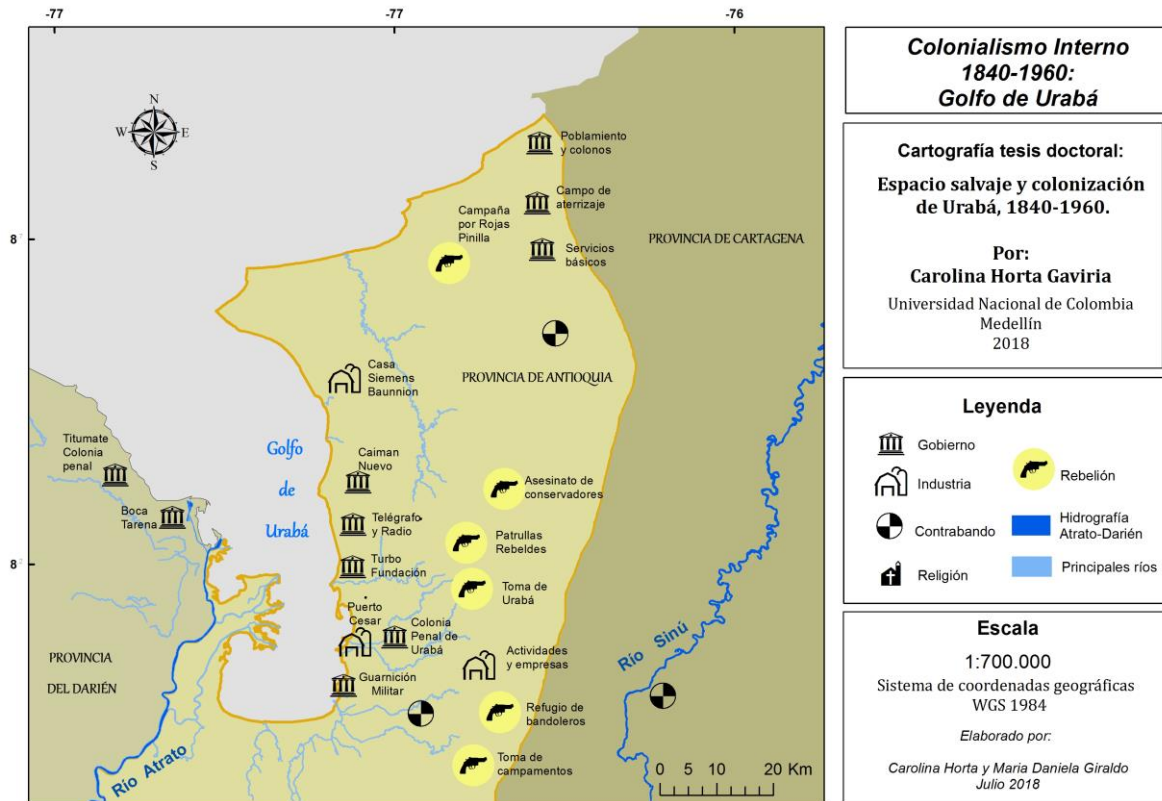 -77
-77
-76
8°
8°
N
W
E
S
Poblamiento
y colonos
Campo de
aterrizaje
Campaña
por Rojas
Pinilla
Servicios
básicos
PROVINCIA DE CARTAGENA
PROVINCIA DE ANTIOQUIA
Casa
Siemens
Baunnion
Golfo
de
Urabá
Titumate
Colonia
penal
Boca
Tarena
Caiman
Nuevo
Asesinato de
conservadores
Telégrafo
y Radio
Patrullas
Rebeldes
Turbo
Fundación
Toma de
Urabá
Puerto
Cesar
Colonia
Penal de
Urabá
Actividades
y empresas
PROVINCIA
DEL DARIÉN
Guarnición
Militar
Refugio de
bandoleros
Río Sinú
Río Atrato
Toma de
campamentos
0 5 10 20 Km
Colonialismo Interno
1840-1960:
Golfo de Urabá
Cartografía tesis doctoral:
Espacio salvaje y colonización
de Urabá, 1840-1960.
Por:
Carolina Horta Gaviria
Universidad Nacional de Colombia
Medellín
2018
Leyenda
Gobierno
Industria
Contrabando
Religión
Rebelión
Hidrografía
Atrato-Darién
Principales ríos
Escala
1:700.000
Sistema de coordenadas geográficas
WGS 1984
Elaborado por:
Carolina Horta y Maria Daniela Giraldo
Julio 2018